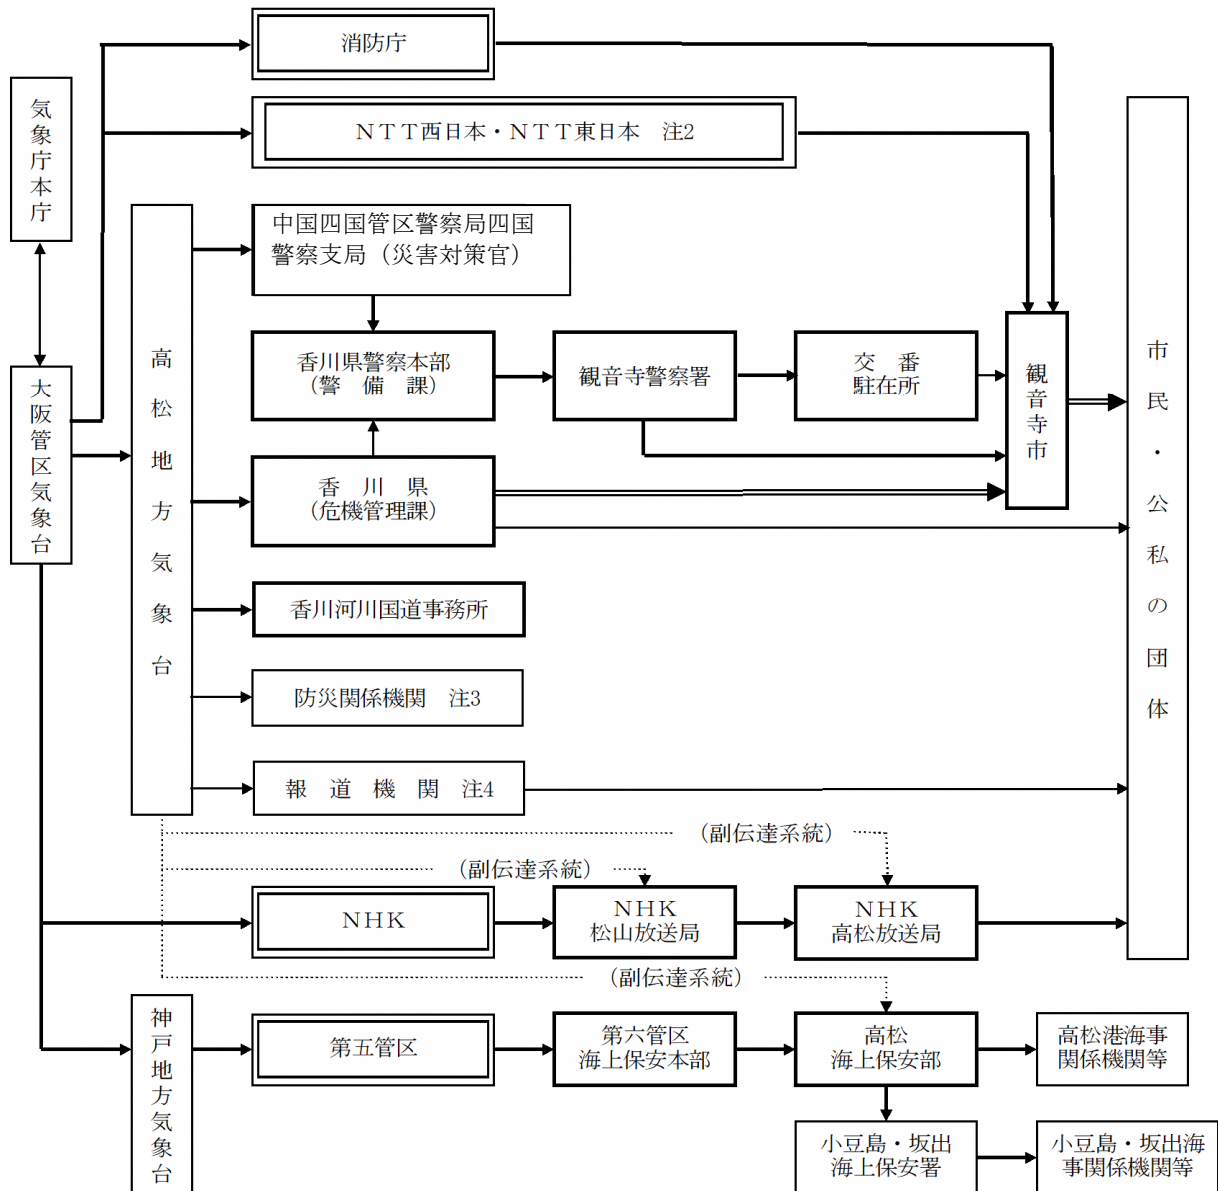 消防庁
気象庁本庁
ＮＴＴ西日本・ＮＴＴ東日本　注2
中国四国管区警察局四国
警察支局（災害対策官）
高松地方気象台
香川県警察本部
（警　備　課）
観音寺警察署
交　番
駐在所
観音寺市
市民・公私の団体
大阪管区気象台
香　川　県
（危機管理課）
香川河川国道事務所
防災関係機関　注3
報　道　機　関　注4
（副伝達系統）
（副伝達系統）
ＮＨＫ
ＮＨＫ
松山放送局
ＮＨＫ
高松放送局
（副伝達系統）
神戸地方気象台
第五管区
第六管区
海上保安本部
高松
海上保安部
高松港海事
関係機関等
小豆島・坂出
海上保安署
小豆島・坂出海
事関係機関等